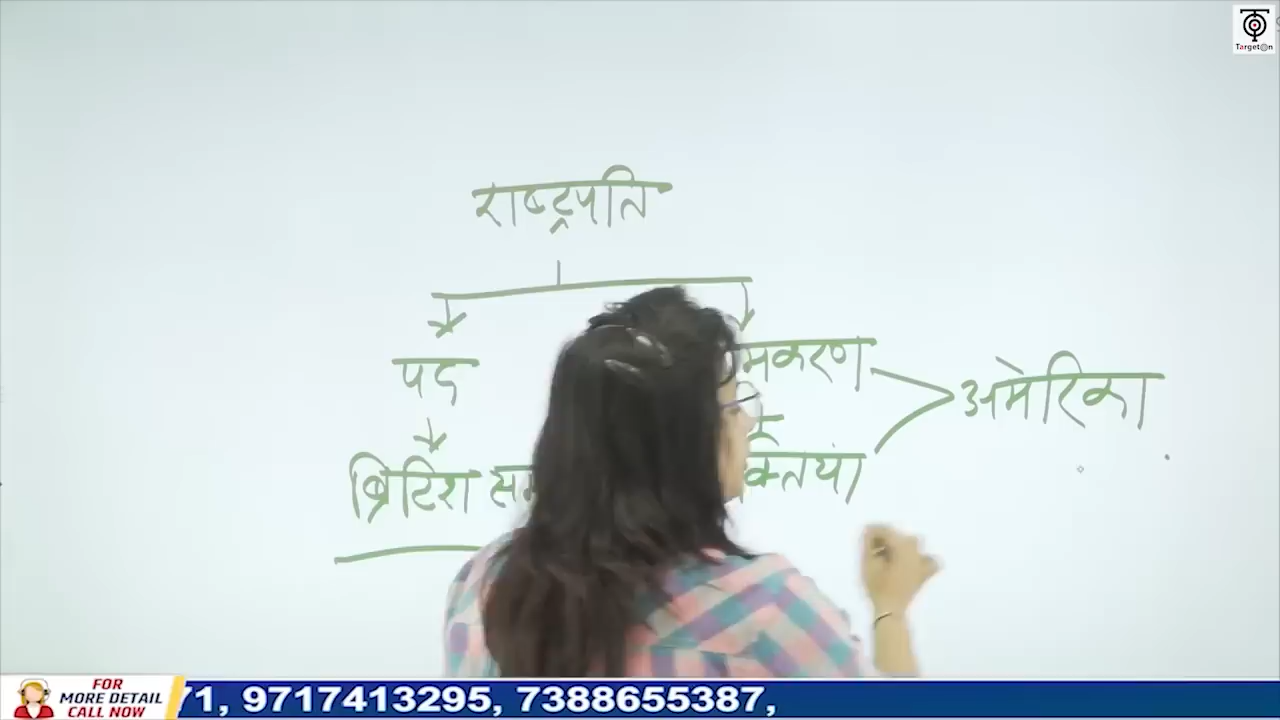 Target@n
राष्ट्रपति
पद
मकरण
अमेरिका
ब्रिटिश
क्तियां
FOR
MORE DETAIL
CALL NOW
71, 9717413295, 7388655387,